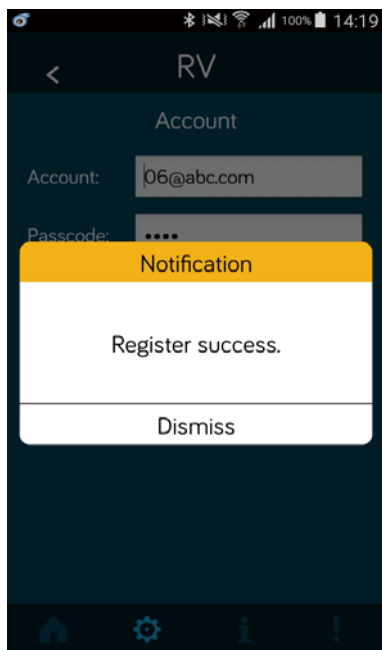 100% 14:19
< RV
Account
Account: 06@abc.com
Passcode: ••••
Notification
Register success.
Dismiss